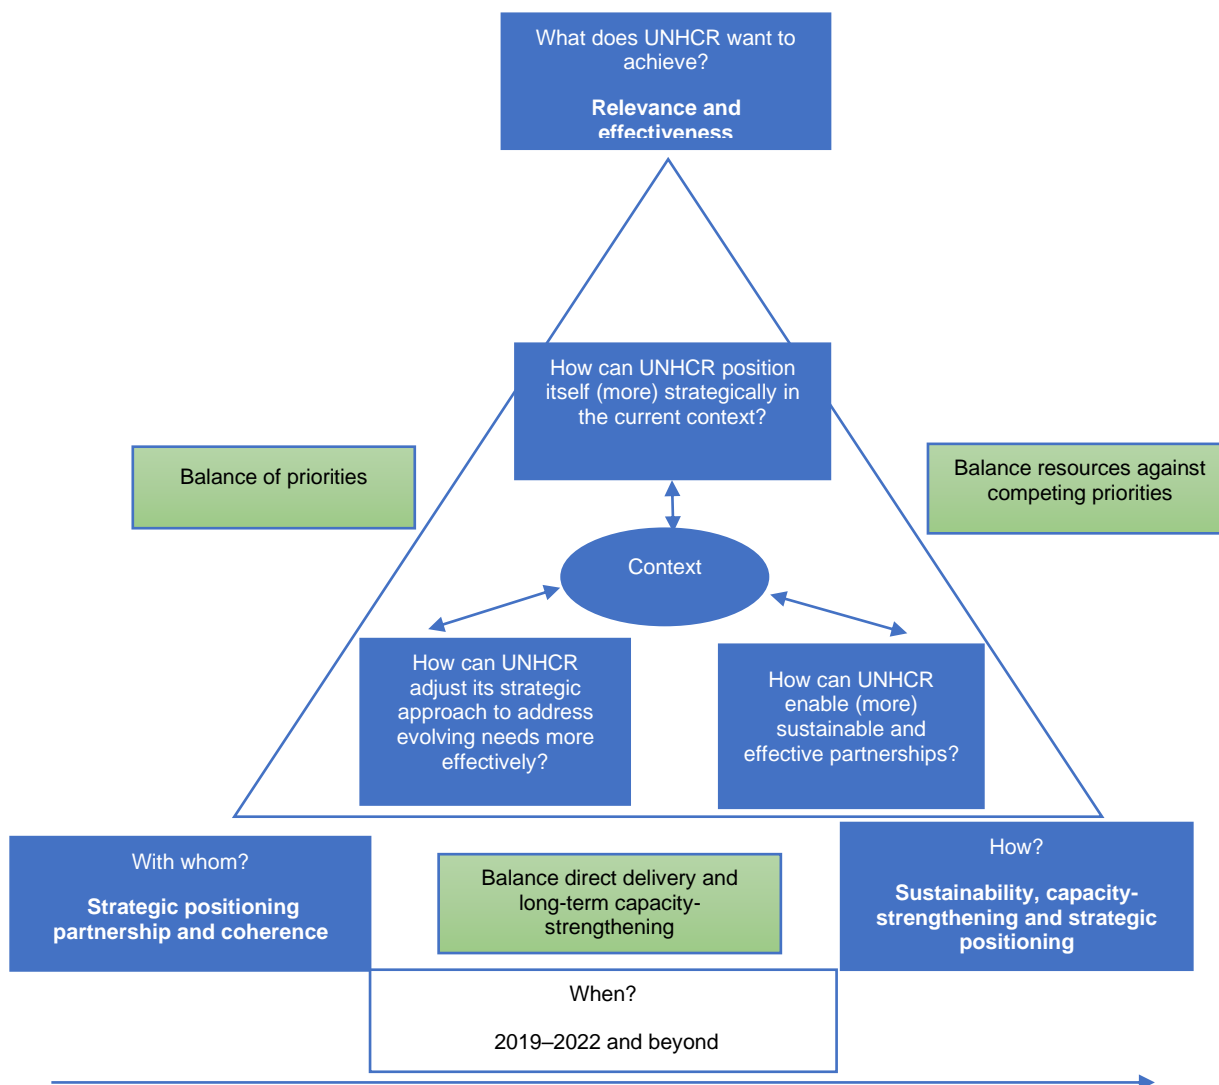 What does UNHCR want to
achieve?
Relevance and
effectiveness
How can UNHCR position
itself (more) strategically in
the current context?
Balance of priorities
Balance resources against
competing priorities
Context
How can UNHCR
adjust its strategic
approach to address
evolving needs more
effectively?
How can UNHCR
enable (more)
sustainable and
effective partnerships?
With whom?
Strategic positioning
partnership and coherence
Balance direct delivery and
long-term capacity-
strengthening
How?
Sustainability, capacity-
strengthening and strategic
positioning
When?
2019–2022 and beyond